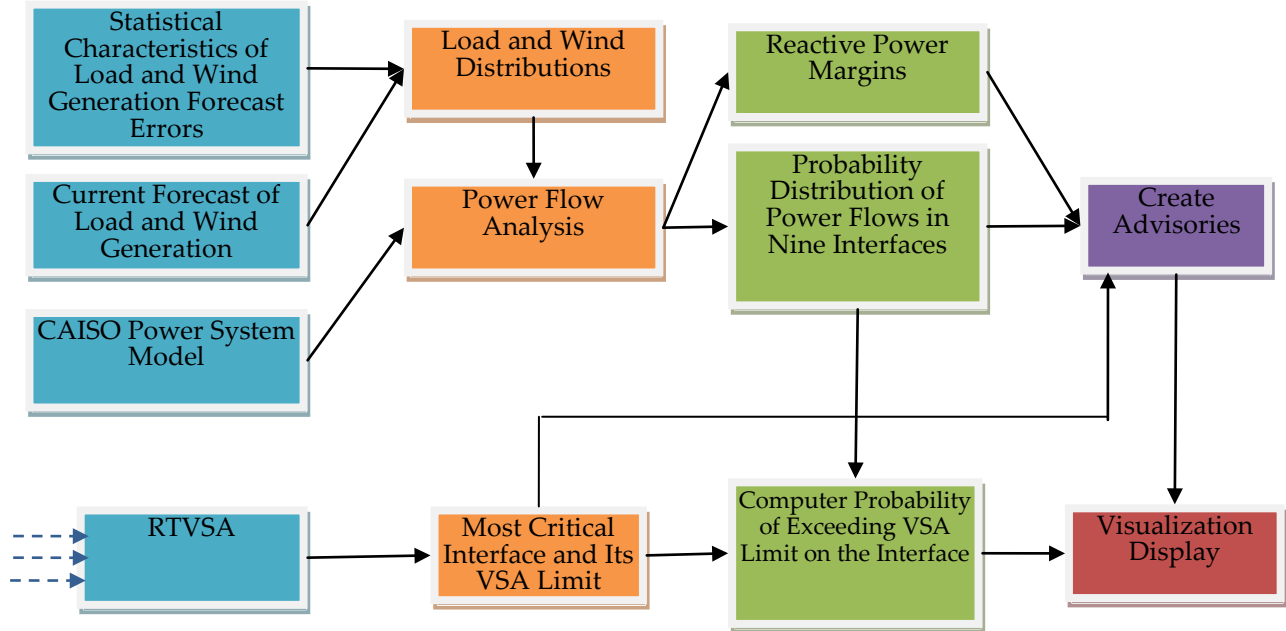 Statistical
Characteristics of
Load and Wind
Generation Forecast
Errors
Load and Wind
Distributions
Reactive Power
Margins
Current Forecast of
Load and Wind
Generation
Power Flow
Analysis
Probability
Distribution of
Power Flows in
Nine Interfaces
Create
Advisories
CAISO Power System
Model
RTVSA
Most Critical
Interface and Its
VSA Limit
Computer Probability
of Exceeding VSA
Limit on the Interface
Visualization
Display